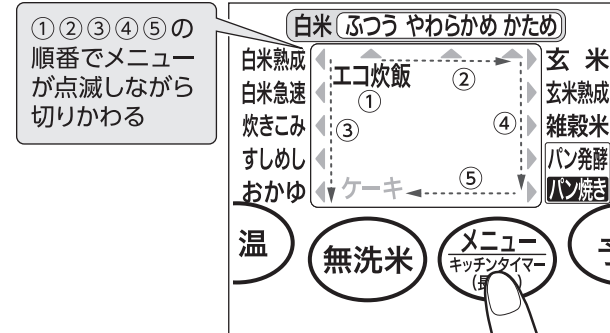 ①②③④⑤の
順番でメニュー
が点滅しながら
切りかわる
白米 ふつう やわらかめ かため
白米熟成
白米急速
炊きこみ
すしめし
おかゆ
エコ炊飯
①
②
③
④
⑤
ケーキ
玄 米
玄米熟成
雑穀米
パン発酵
パン焼き
温
無洗米
メニュー
キッチンタイマー
(長